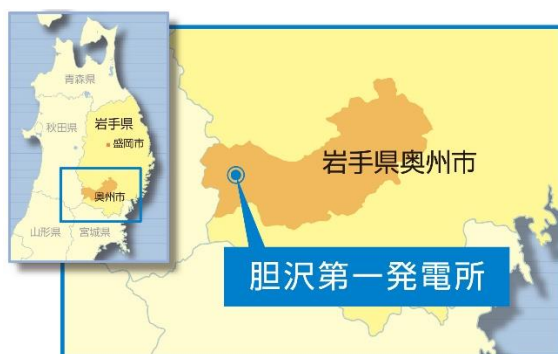 青森県
秋田県
岩手県
盛岡市
奥州市
山形県
宮城県
岩手県奥州市
胆沢第一発電所